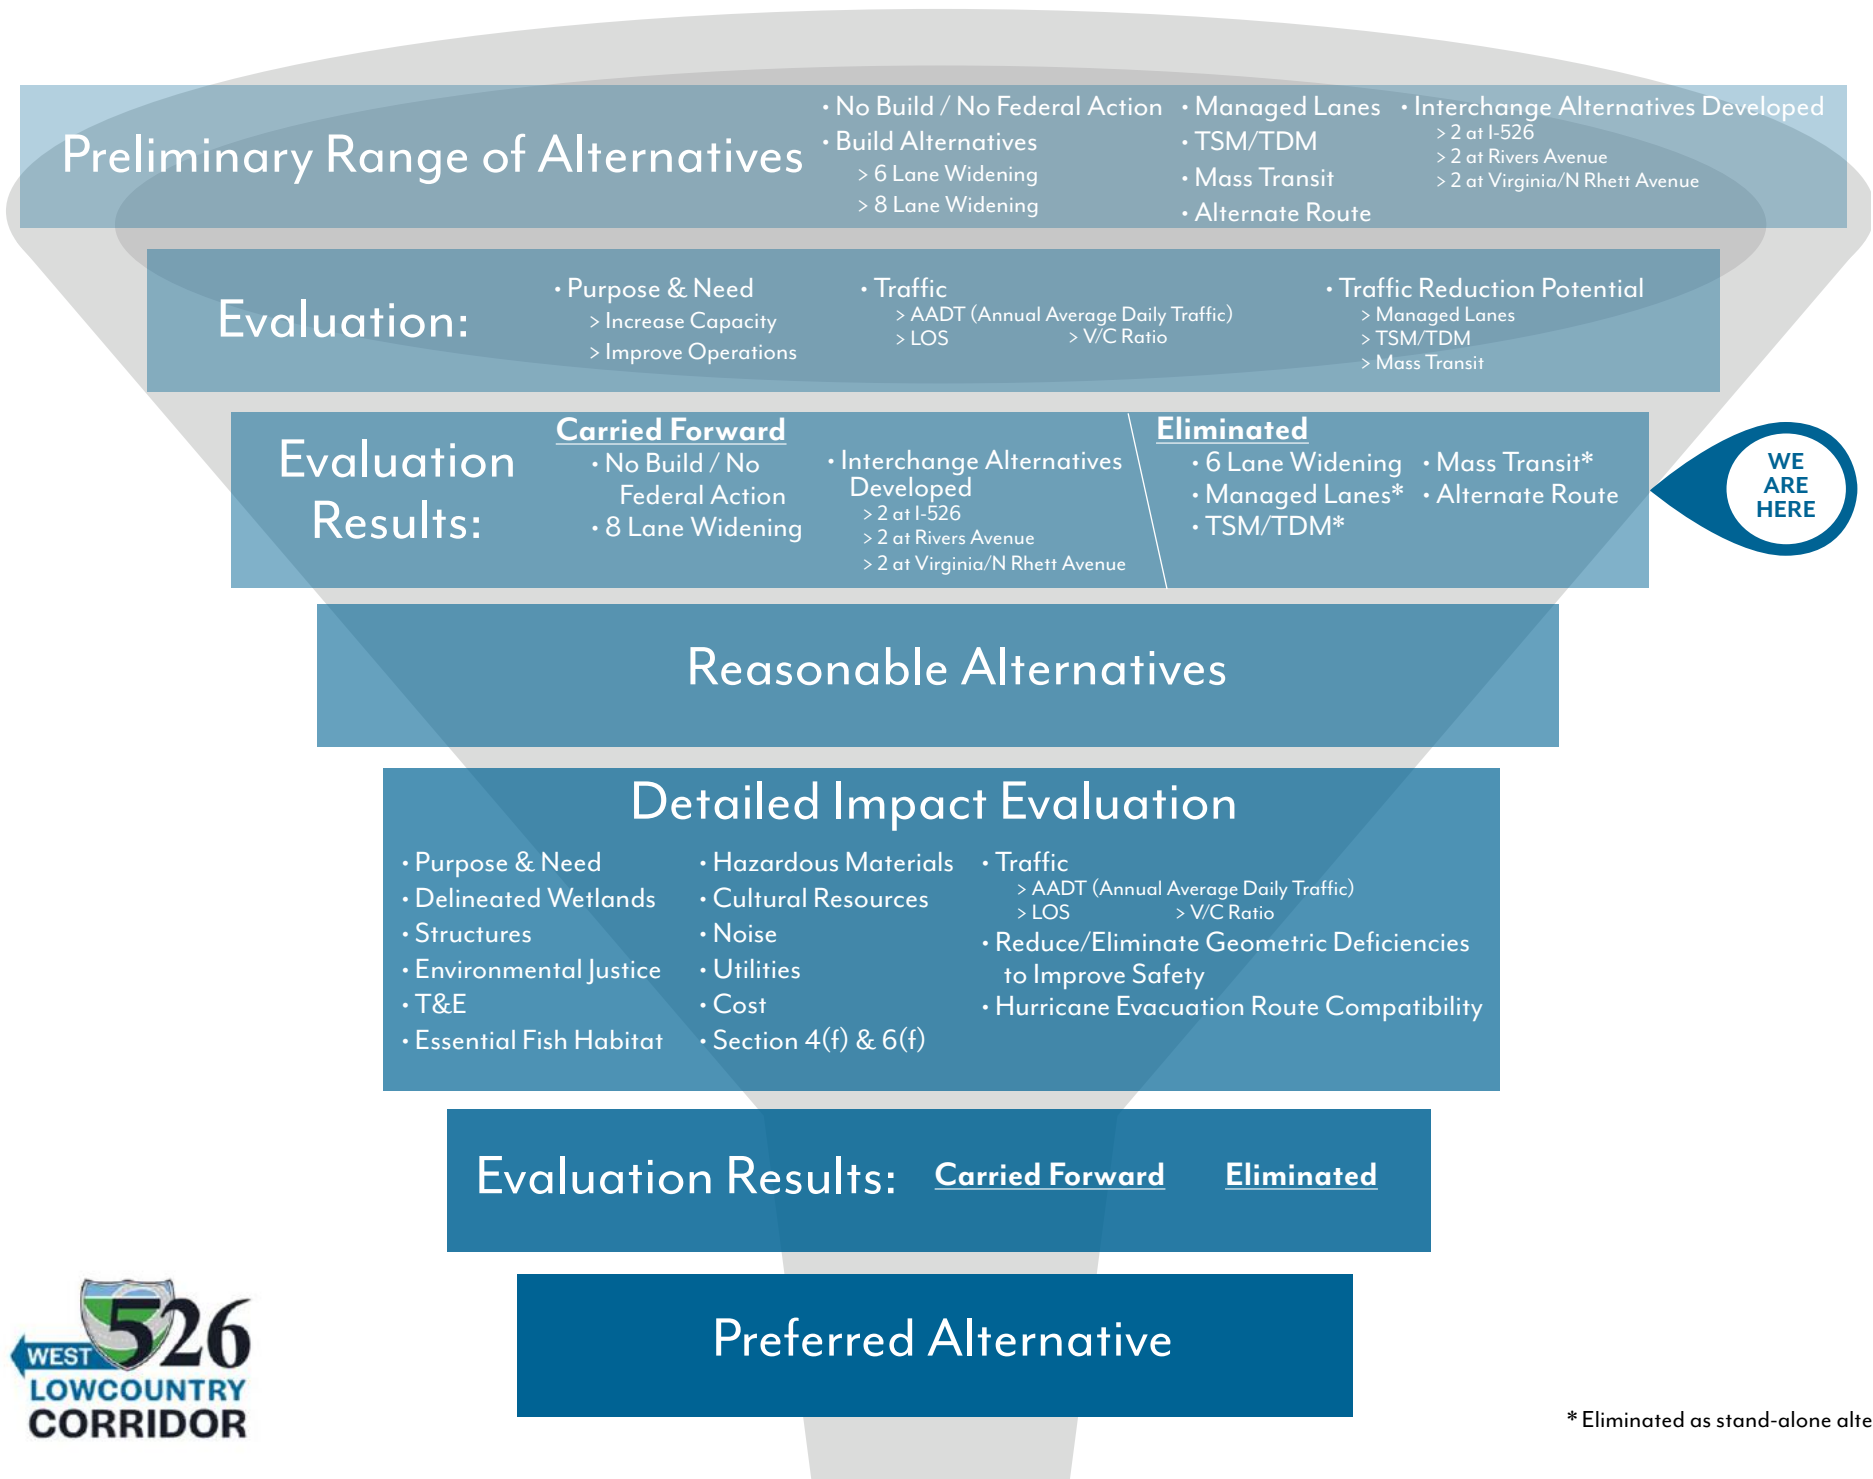 Preliminary Range of Alternatives
• No Build / No Federal Action
• Build Alternatives
> 6 Lane Widening
> 8 Lane Widening
• Managed Lanes
• TSM/TDM
• Mass Transit
• Alternate Route
• Interchange Alternatives Developed
> 2 at I-526
> 2 at Rivers Avenue
> 2 at Virginia/N Rhett Avenue
Evaluation:
• Purpose & Need
> Increase Capacity
> Improve Operations
• Traffic
> AADT (Annual Average Daily Traffic)
> LOS > V/C Ratio
• Traffic Reduction Potential
> Managed Lanes
> TSM/TDM
> Mass Transit
Evaluation
Results:
Carried Forward
• No Build / No
Federal Action
• 8 Lane Widening
• Interchange Alternatives
Developed
> 2 at I-526
> 2 at Rivers Avenue
> 2 at Virginia/N Rhett Avenue
Eliminated
• 6 Lane Widening
• Managed Lanes*
• TSM/TDM*
• Mass Transit*
• Alternate Route
WE
ARE
HERE
Reasonable Alternatives
Detailed Impact Evaluation
• Purpose & Need
• Delineated Wetlands
• Structures
• Environmental Justice
• T&E
• Essential Fish Habitat
• Hazardous Materials
• Cultural Resources
• Noise
• Utilities
• Cost
• Section 4(f) & 6(f)
• Traffic
> AADT (Annual Average Daily Traffic)
> LOS > V/C Ratio
• Reduce/Eliminate Geometric Deficiencies
to Improve Safety
• Hurricane Evacuation Route Compatibility
Evaluation Results: Carried Forward Eliminated
Preferred Alternative
526
WEST
LOWCOUNTRY
CORRIDOR
* Eliminated as stand-alone alte